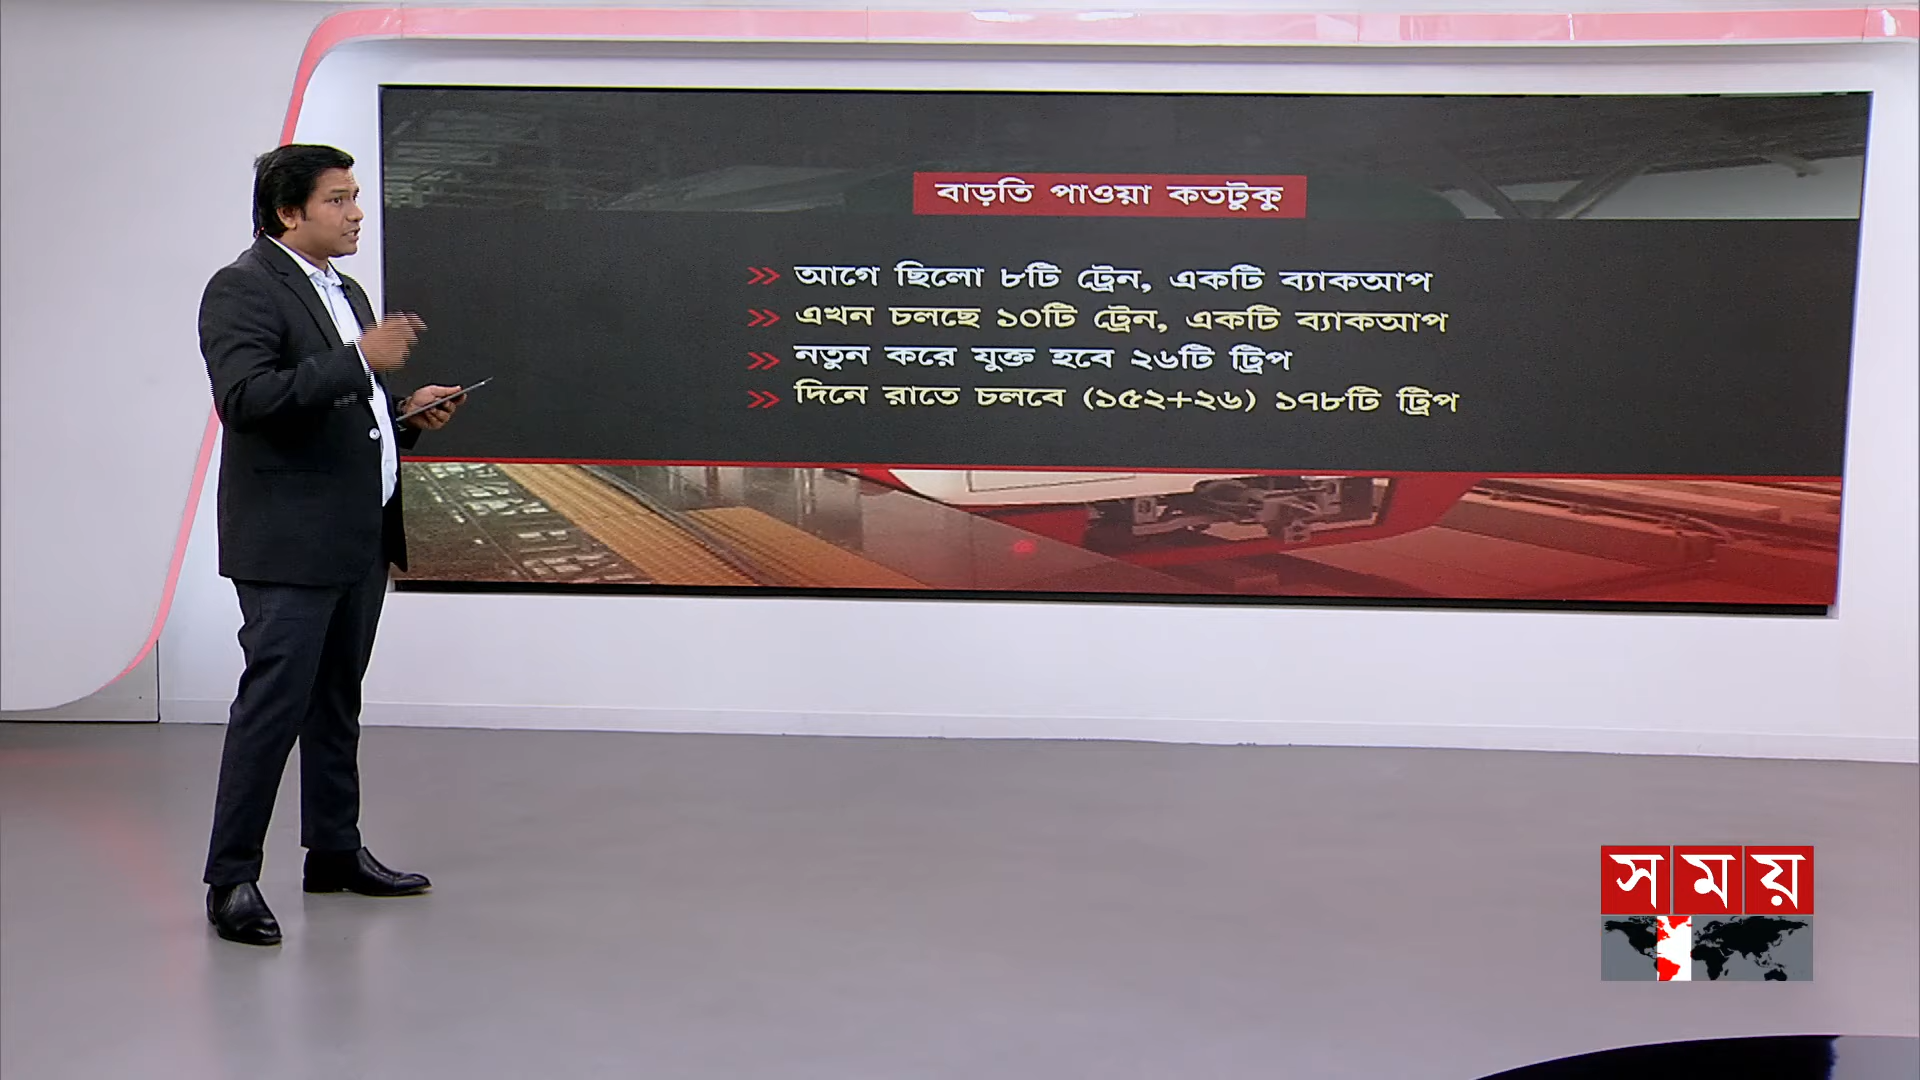 বাড়তি পাওয়া কতটুকু
>> আগে ছিলো ৮টি ট্রেন, একটি ব্যাকআপ
>> এখন চলছে ১০টি ট্রেন, একটি ব্যাকআপ
>> নতুন করে যুক্ত হবে ২৬টি ট্রিপ
>> দিনে রাতে চলবে (১৫২+২৬) ১৭৮টি ট্রিপ
সময়